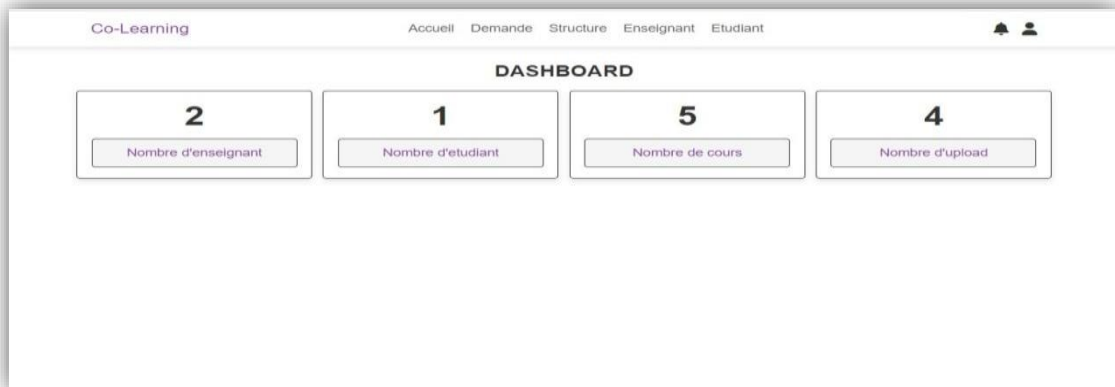 Co-Learning Accueil Demande Structure Enseignant Etudiant
DASHBOARD
2 1 5 4
Nombre d'enseignant Nombre d'etudiant Nombre de cours Nombre d'upload